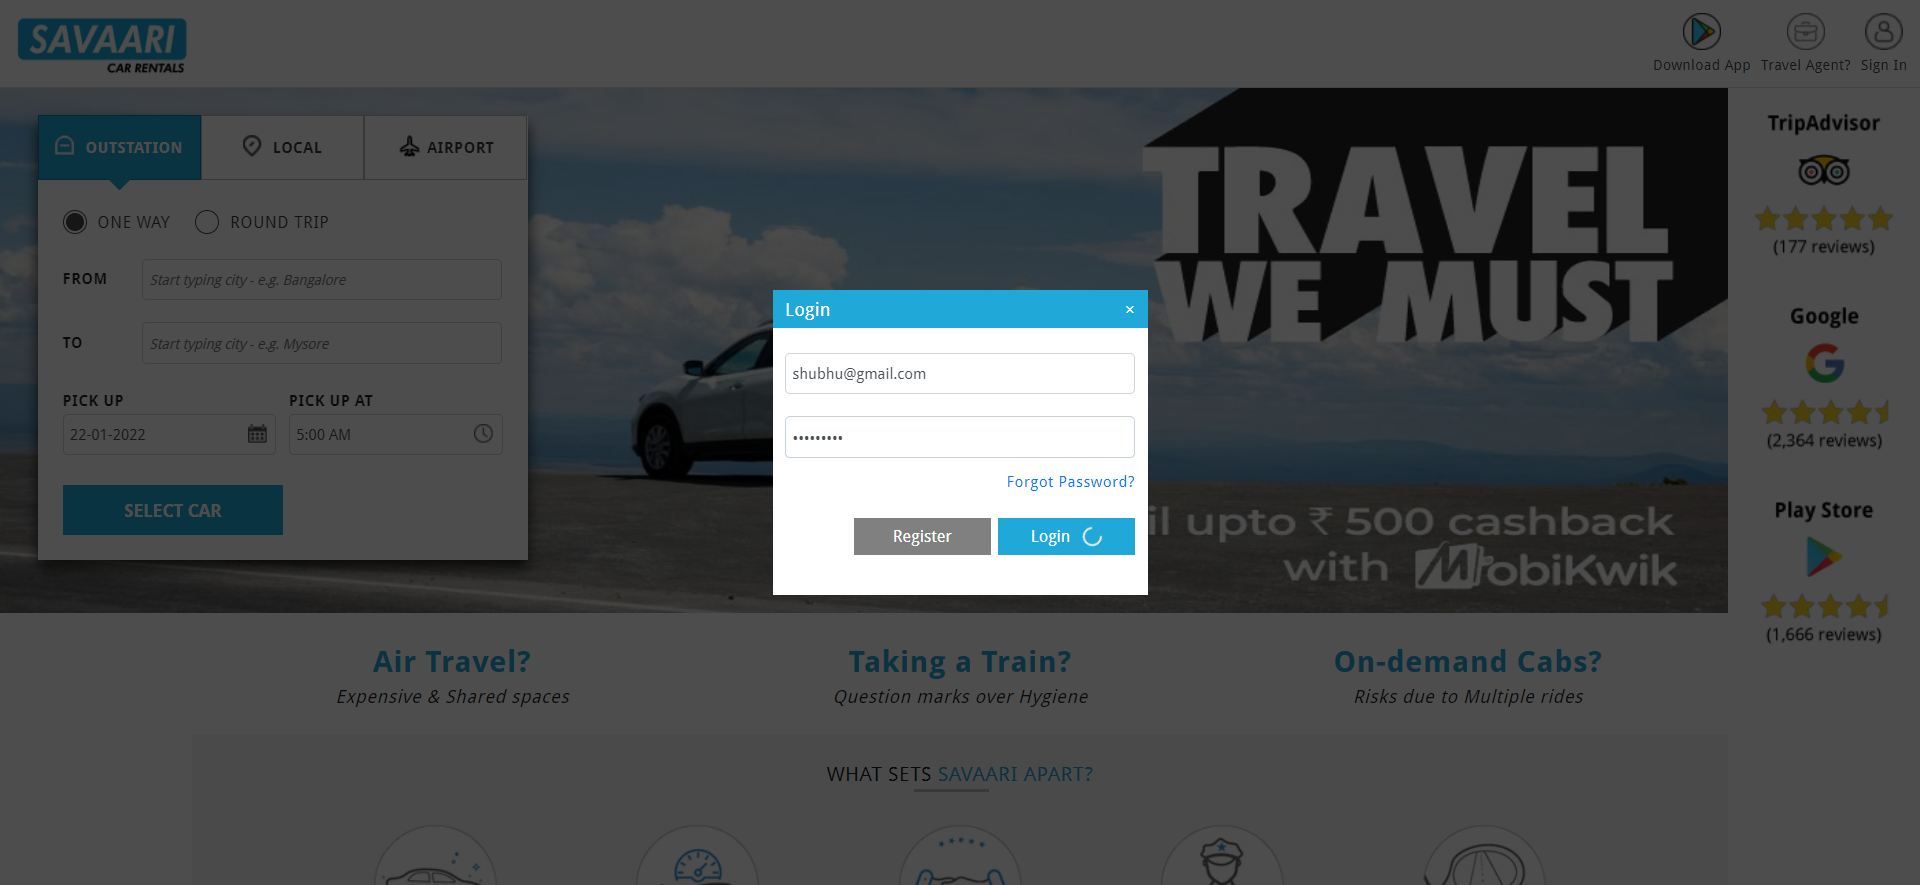 SAVAARI
CAR RENTALS
Download App
Travel Agent?
Sign In
OUTSTATION
LOCAL
AIRPORT
ONE WAY
ROUND TRIP
FROM
Start typing city - e.g. Bangalore
TO
Start typing city - e.g. Mysore
PICK UP
PICK UP AT
22-01-2022
5:00 AM
SELECT CAR
TRAVEL
WE MUST
upto ₹ 500 cashback
with MobiKwik
Login
×
shubhu@gmail.com
•••••••••
Forgot Password?
Register
Login
TripAdvisor
(177 reviews)
Google
(2,364 reviews)
Play Store
(1,666 reviews)
Air Travel?
Expensive & Shared spaces
Taking a Train?
Question marks over Hygiene
On-demand Cabs?
Risks due to Multiple rides
WHAT SETS SAVAARI APART?